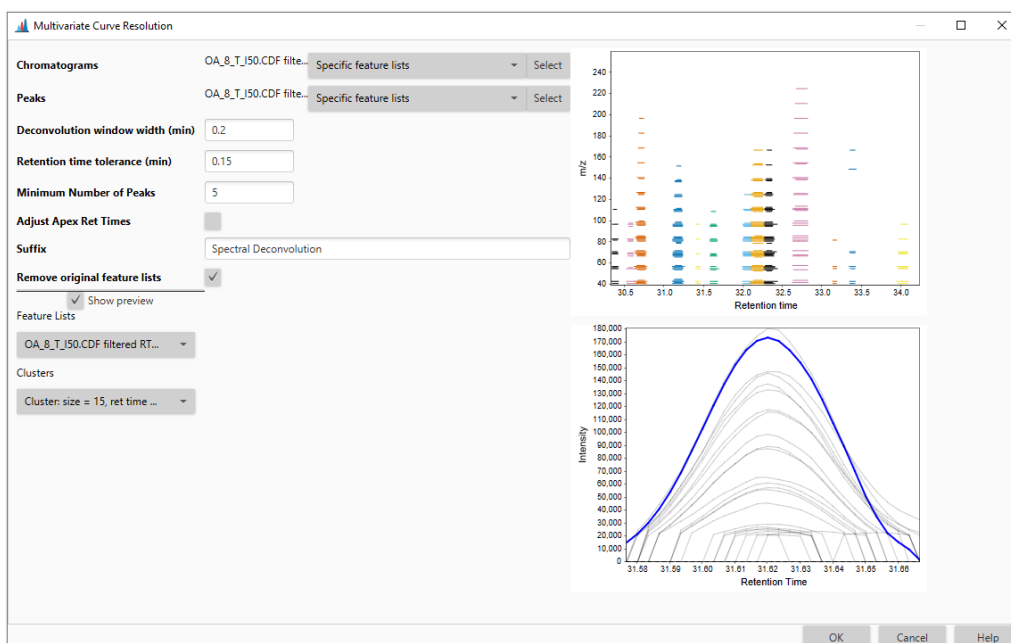 Multivariate Curve Resolution
Chromatograms OA_8_T_I50.CDF filte... Specific feature lists Select
Peaks OA_8_T_I50.CDF filte... Specific feature lists Select
Deconvolution window width (min) 0.2
Retention time tolerance (min) 0.15
Minimum Number of Peaks 5
Adjust Apex Ret Times
Suffix Spectral Deconvolution
Remove original feature lists
Show preview
Feature Lists
OA_8_T_I50.CDF filtered RT...
Clusters
Cluster: size = 15, ret time ...
240
220
200
180
160
140
120
100
80
60
40
m/z
30.5 31.0 31.5 32.0 32.5 33.0 33.5 34.0
Retention time
180,000
170,000
160,000
150,000
140,000
130,000
120,000
110,000
100,000
90,000
80,000
70,000
60,000
50,000
40,000
30,000
20,000
10,000
0
Intensity
31.58 31.59 31.60 31.61 31.62 31.63 31.64 31.65 31.66
Retention Time
OK Cancel Help